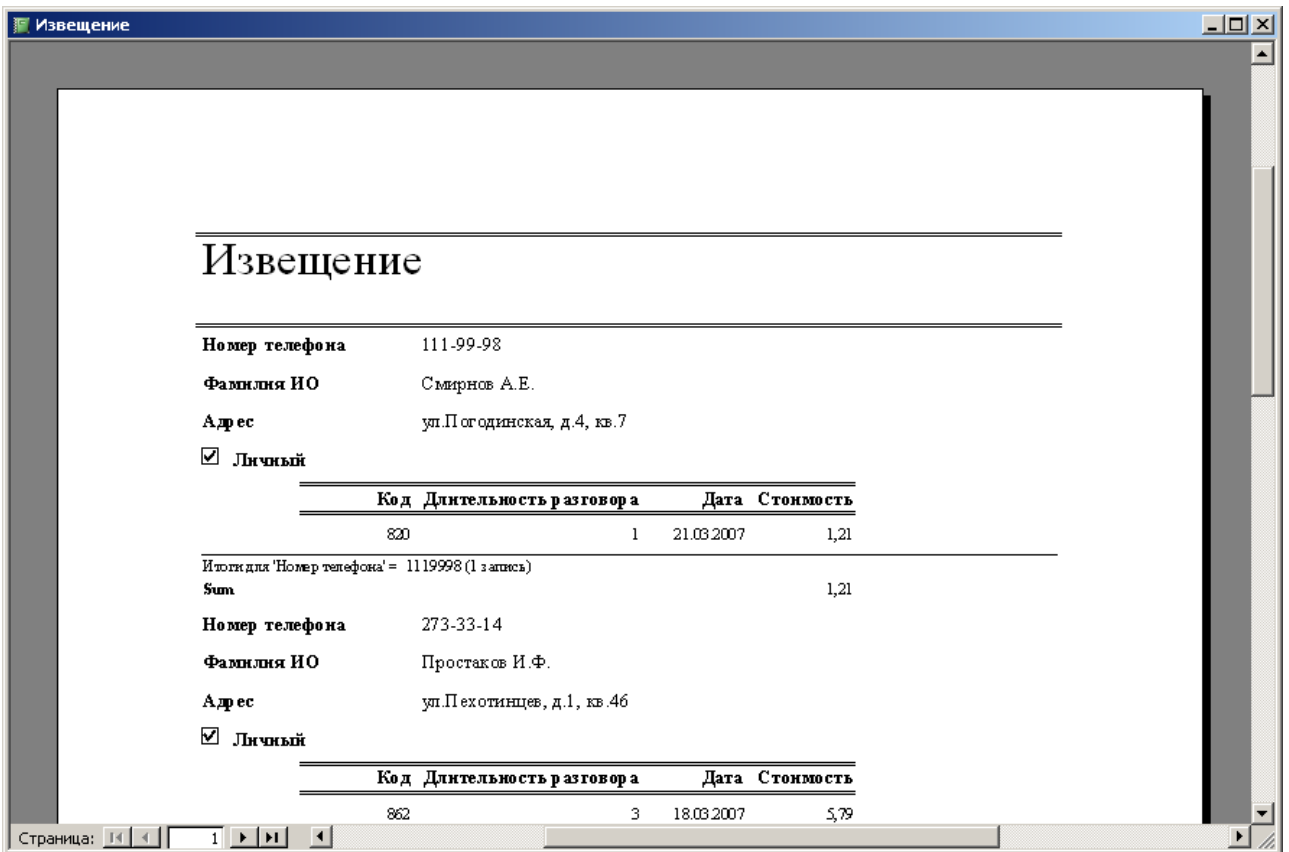 Извещение
Извещение
Номер телефона 111-99-98
Фамилия ИО Смирнов А.Е.
Адрес ул.Погодинская, д.4, кв.7
Личный
Код Длительность разговора Дата Стоимость
820 1 21.03.2007 1,21
Итоги для 'Номер телефона' = 1119998 (1 запись)
Sum 1,21
Номер телефона 273-33-14
Фамилия ИО Простаков И.Ф.
Адрес ул.Пехотинцев, д.1, кв.46
Личный
Код Длительность разговора Дата Стоимость
862 3 18.03.2007 5,79
Страница: 1